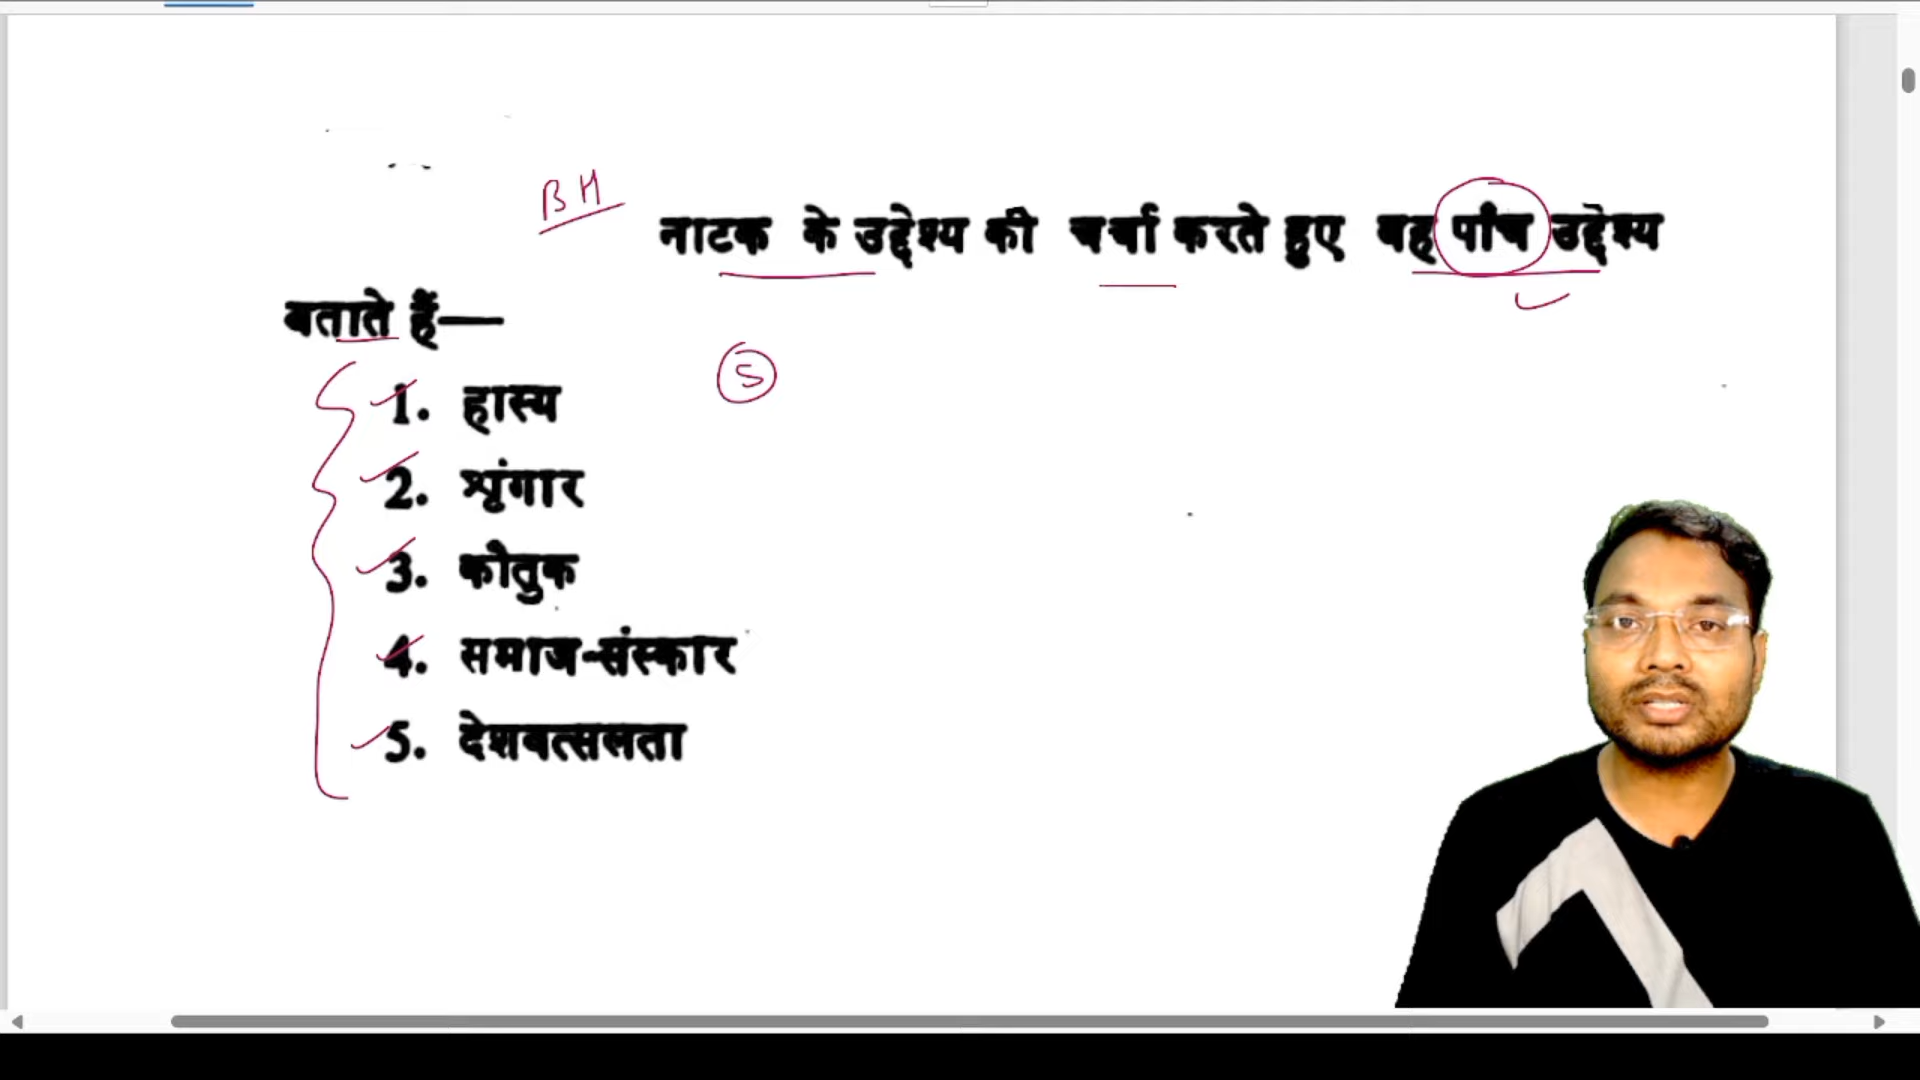 BH
नाटक के उद्देश्य की चर्चा करते हुए वह पाँच उद्देश्य
बताते हैं—
5
1. हास्य
2. शृंगार
3. कौतुक
4. समाज-संस्कार
5. देशवत्सलता